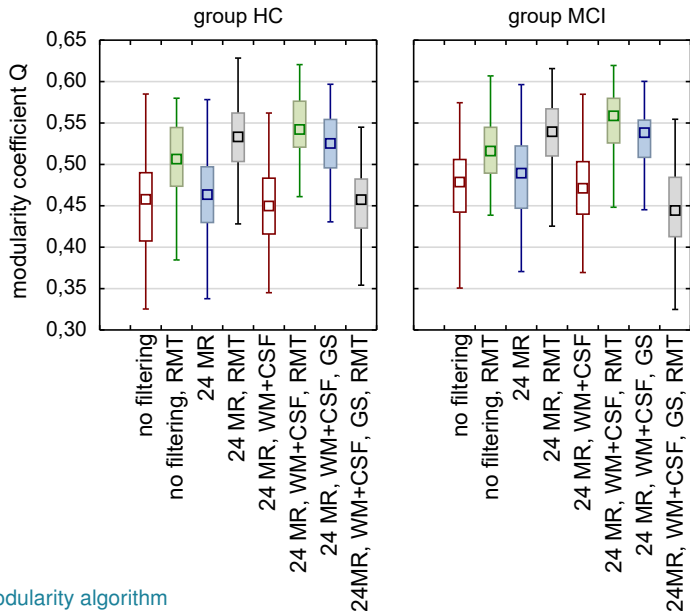 group HC
group MCI
modularity coefficient Q
0,65
0,60
0,55
0,50
0,45
0,40
0,35
0,30
no filtering
no filtering, RMT
24 MR
24 MR, RMT
24 MR, WM+CSF
24 MR, WM+CSF, RMT
24 MR, WM+CSF, GS
24MR, WM+CSF, GS, RMT
no filtering
no filtering, RMT
24 MR
24 MR, RMT
24 MR, WM+CSF
24 MR, WM+CSF, RMT
24 MR, WM+CSF, GS
24MR, WM+CSF, GS, RMT
odularity algorithm